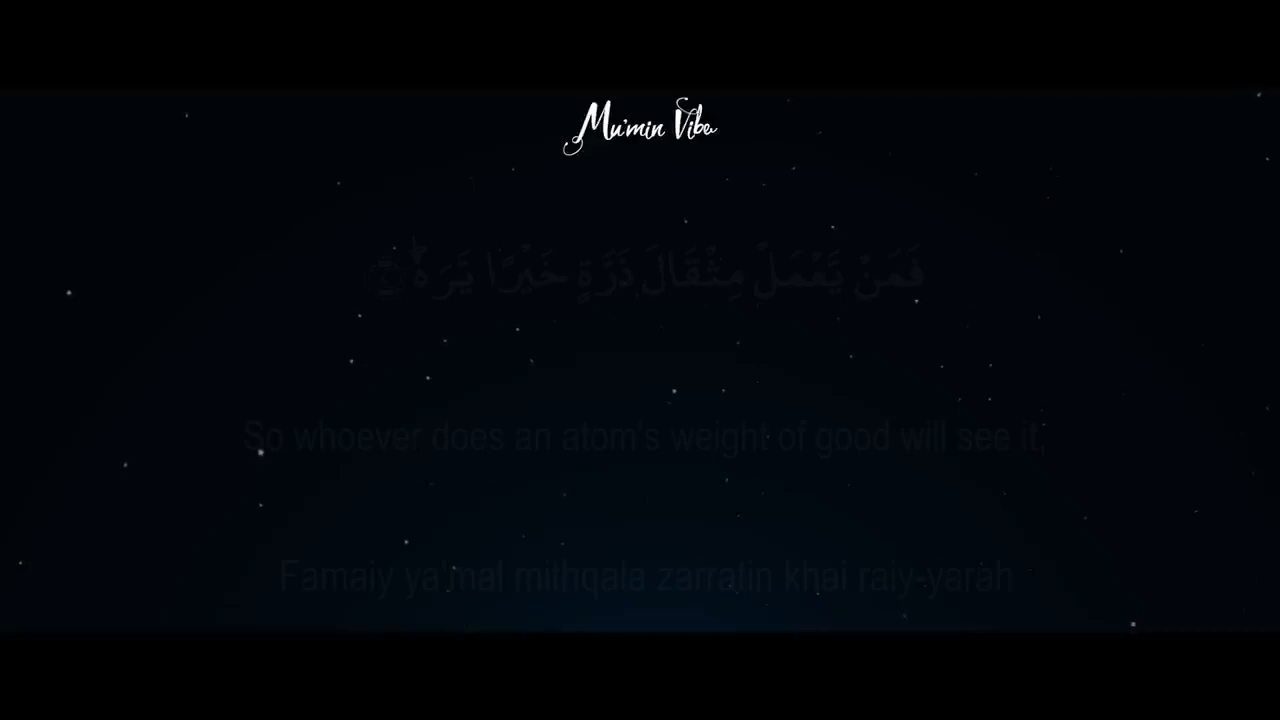 Mu'min Vibe
فَمَنْ يَّعْمَلْ مِثْقَالَ ذَرَّةٍ خَيْرًا يَّرَهٗ
So whoever does an atom's weight of good will see it,
Famaiy ya'mal mithqala zarratin khai raiy-yarah